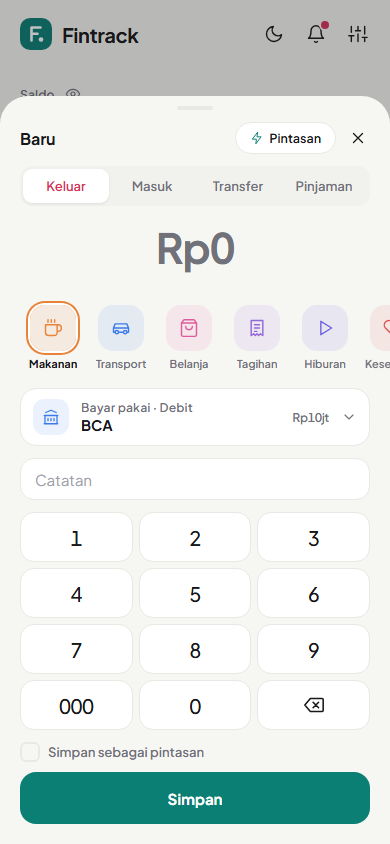 F.
Fintrack
Saldo
Baru
Pintasan
Keluar
Masuk
Transfer
Pinjaman
Rp0
Makanan
Transport
Belanja
Tagihan
Hiburan
Kese
Bayar pakai · Debit
BCA
Rp10jt
Catatan
1
2
3
4
5
6
7
8
9
000
0
Simpan sebagai pintasan
Simpan